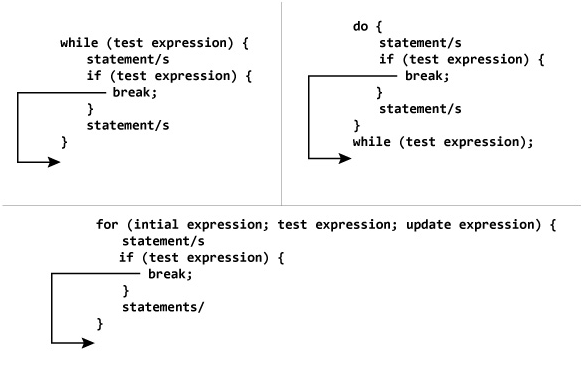 while (test expression) {
statement/s
if (test expression) {
break;
}
statement/s
}
do {
statement/s
if (test expression) {
break;
}
statement/s
}
while (test expression);
for (intial expression; test expression; update expression) {
statement/s
if (test expression) {
break;
}
statements/
}